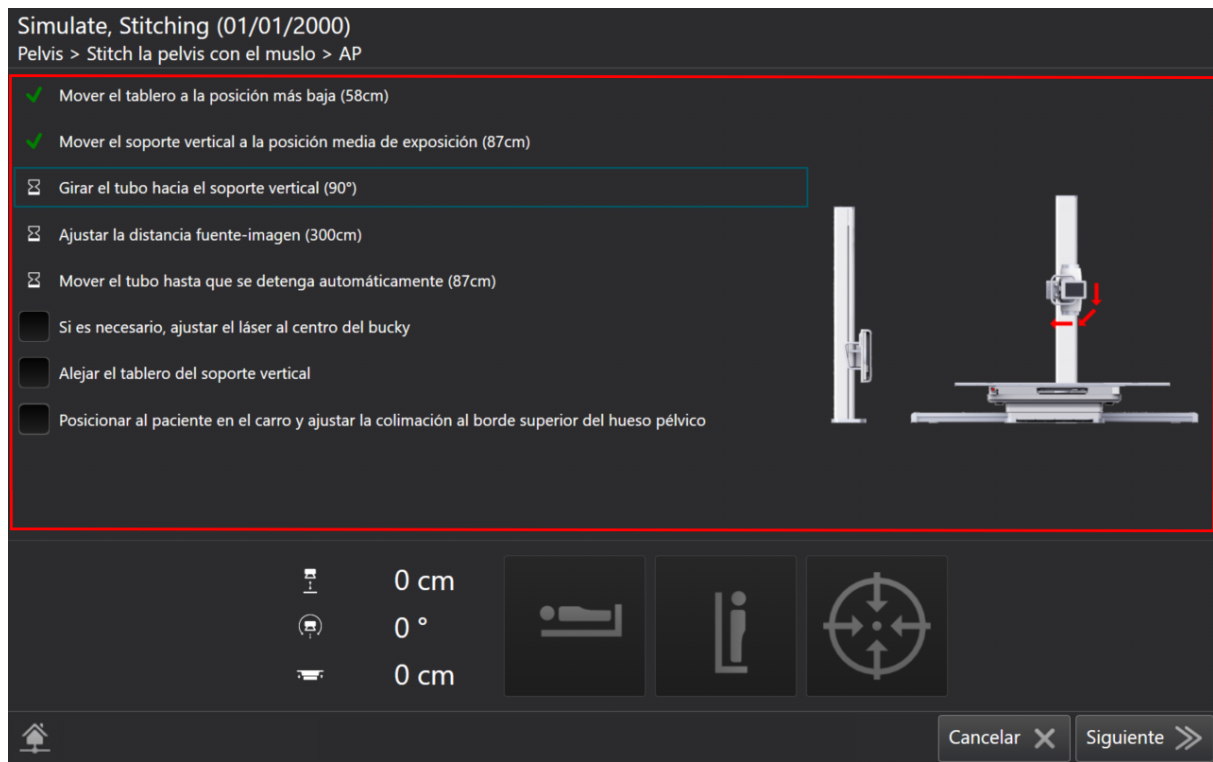 Simulate, Stitching (01/01/2000)
Pelvis > Stitch la pelvis con el muslo > AP
Mover el tablero a la posición más baja (58cm)
Mover el soporte vertical a la posición media de exposición (87cm)
Girar el tubo hacia el soporte vertical (90°)
Ajustar la distancia fuente-imagen (300cm)
Mover el tubo hasta que se detenga automáticamente (87cm)
Si es necesario, ajustar el láser al centro del bucky
Alejar el tablero del soporte vertical
Posicionar al paciente en el carro y ajustar la colimación al borde superior del hueso pélvico
0 cm
0 °
0 cm
Cancelar
Siguiente